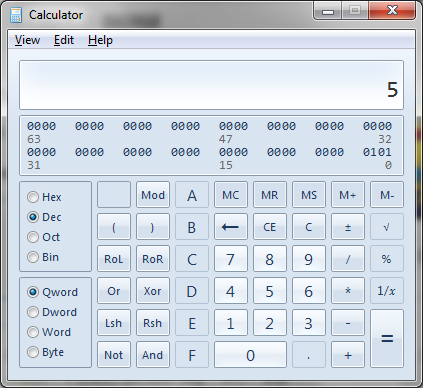 Calculator
View Edit Help
5
0000 0000 0000 0000 0000 0000 0000 0000
63 47 32
0000 0000 0000 0000 0000 0000 0000 0101
31 15 0
Hex Mod A MC MR MS M+ M-
Dec ( ) B ← CE C ± √
Oct RoL RoR C 7 8 9 / %
Bin
Qword Or Xor D 4 5 6 * 1/x
Dword
Word Lsh Rsh E 1 2 3 - =
Byte Not And F 0 . +